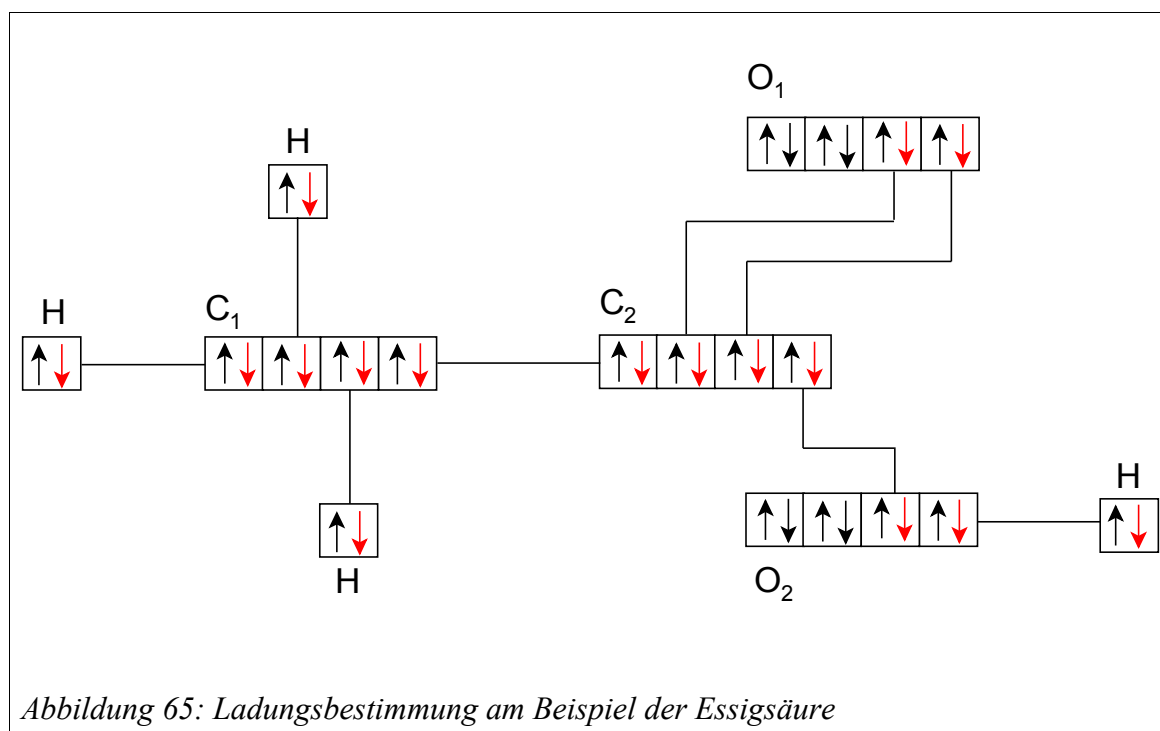 O₁
H
H
C₁
C₂
H
H
O₂
Abbildung 65: Ladungsbestimmung am Beispiel der Essigsäure